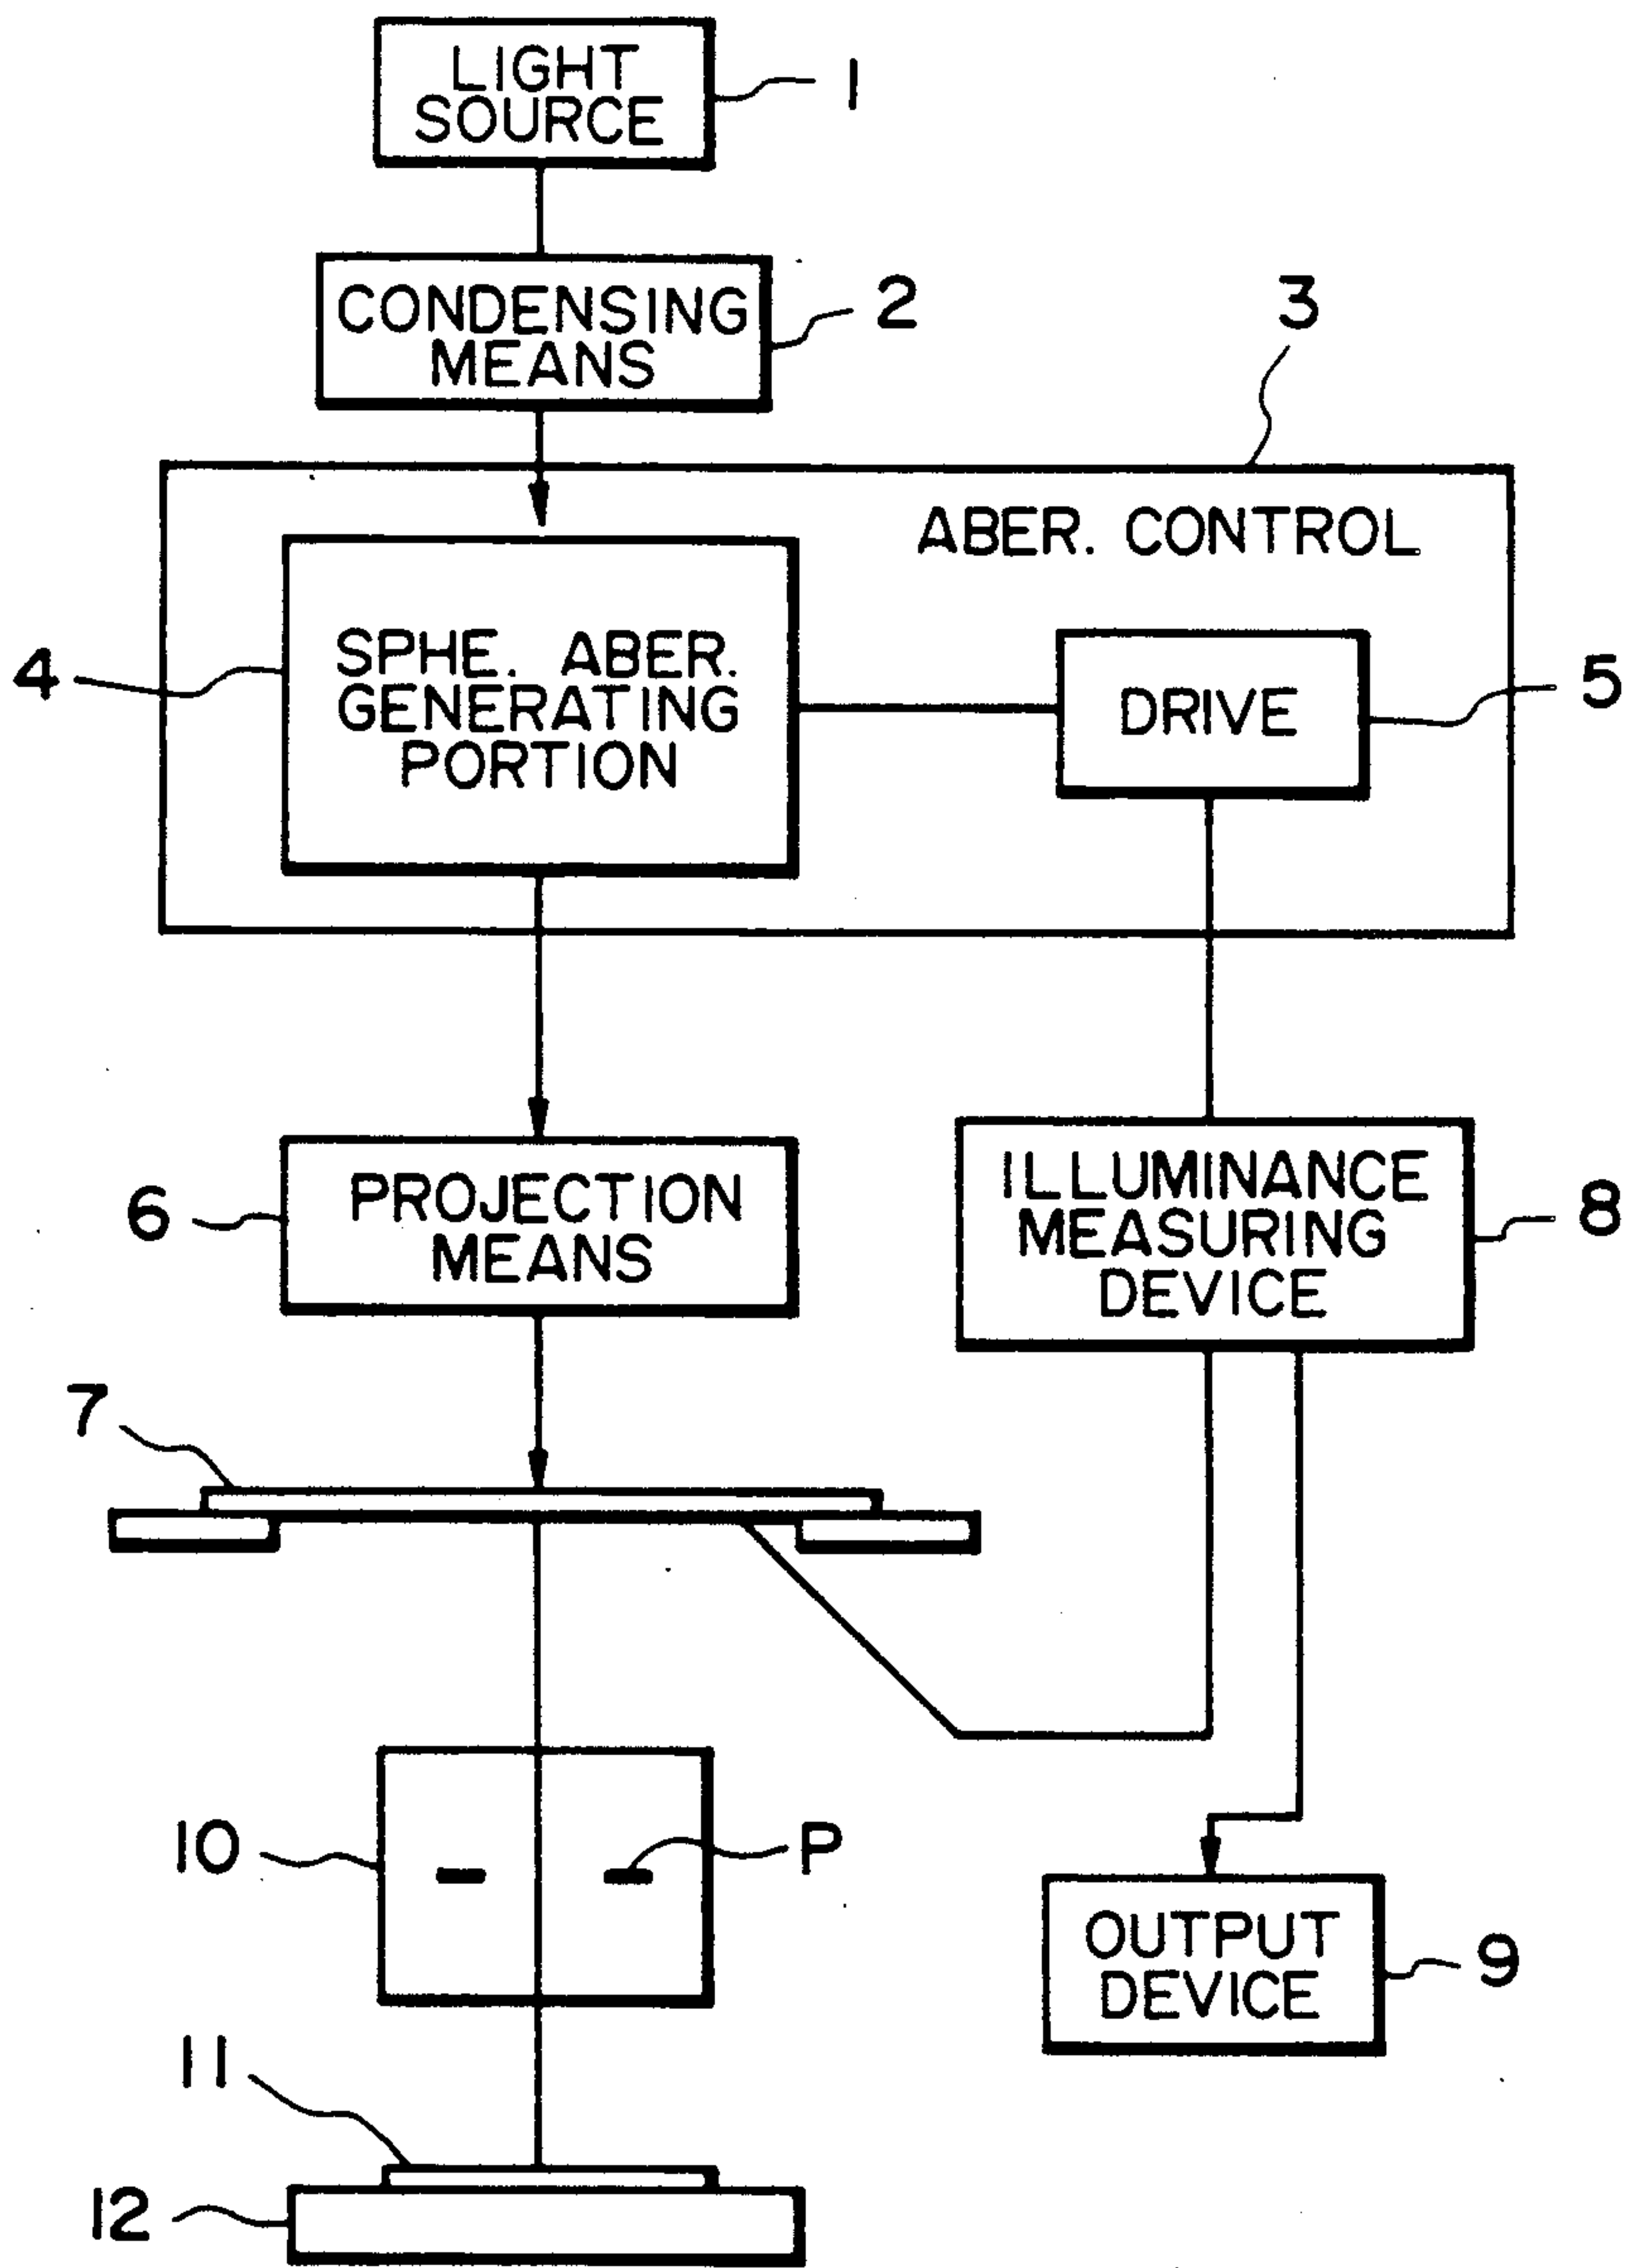 LIGHT
SOURCE
1
CONDENSING
MEANS
2
3
ABER. CONTROL
4
SPHE. ABER.
GENERATING
PORTION
DRIVE
5
6
PROJECTION
MEANS
ILLUMINANCE
MEASURING
DEVICE
8
7
10
P
OUTPUT
DEVICE
9
11
12